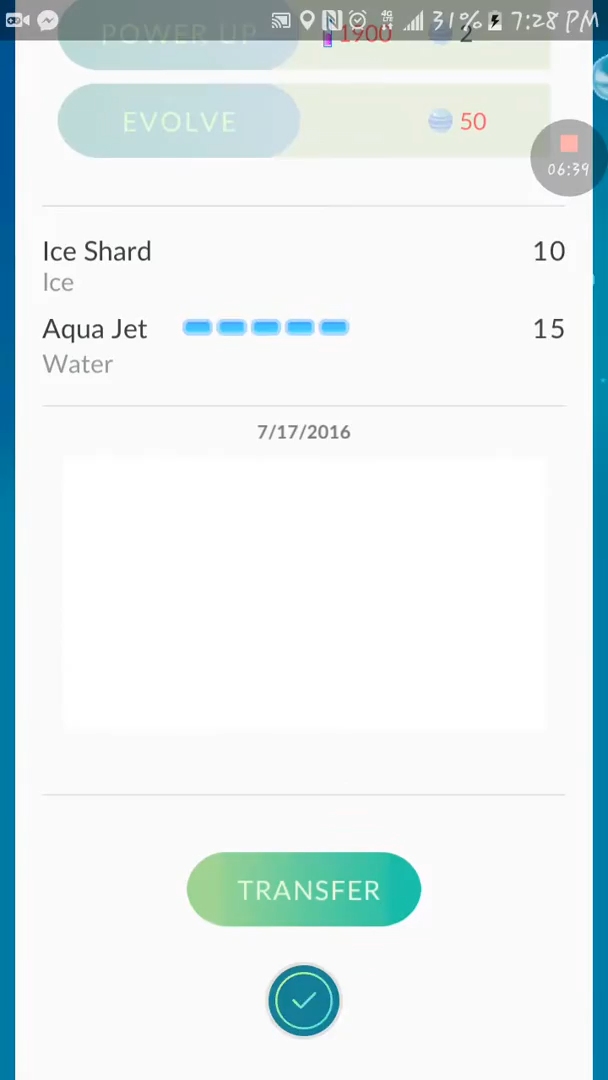 31% 7:28 PM
POWER UP 1900 2
EVOLVE 50
06:39
Ice Shard 10
Ice
Aqua Jet 15
Water
7/17/2016
TRANSFER